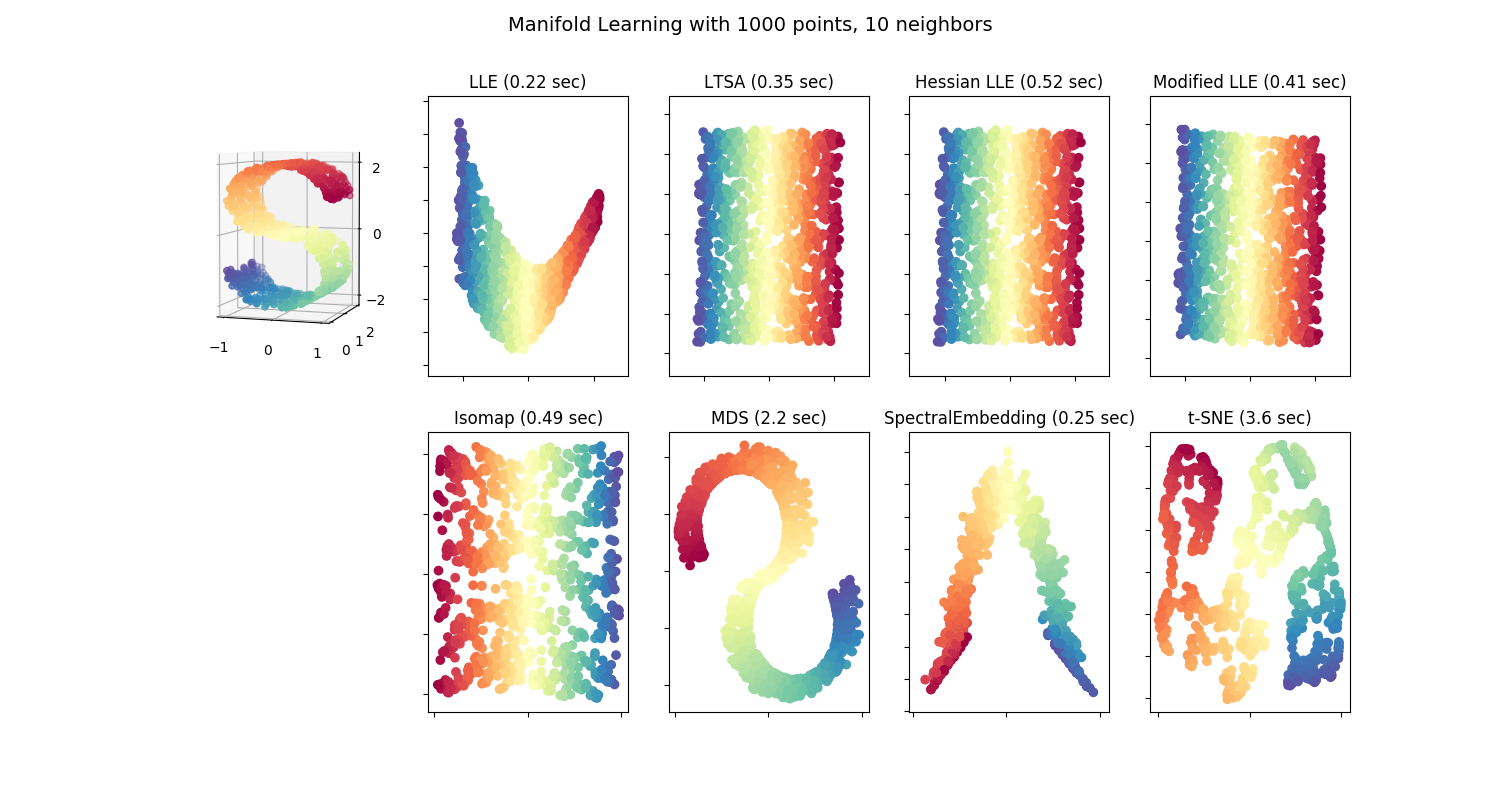 Manifold Learning with 1000 points, 10 neighbors
LLE (0.22 sec)
LTSA (0.35 sec)
Hessian LLE (0.52 sec)
Modified LLE (0.41 sec)
2
0
−2
−1
0
1
0
1
2
Isomap (0.49 sec)
MDS (2.2 sec)
SpectralEmbedding (0.25 sec)
t-SNE (3.6 sec)